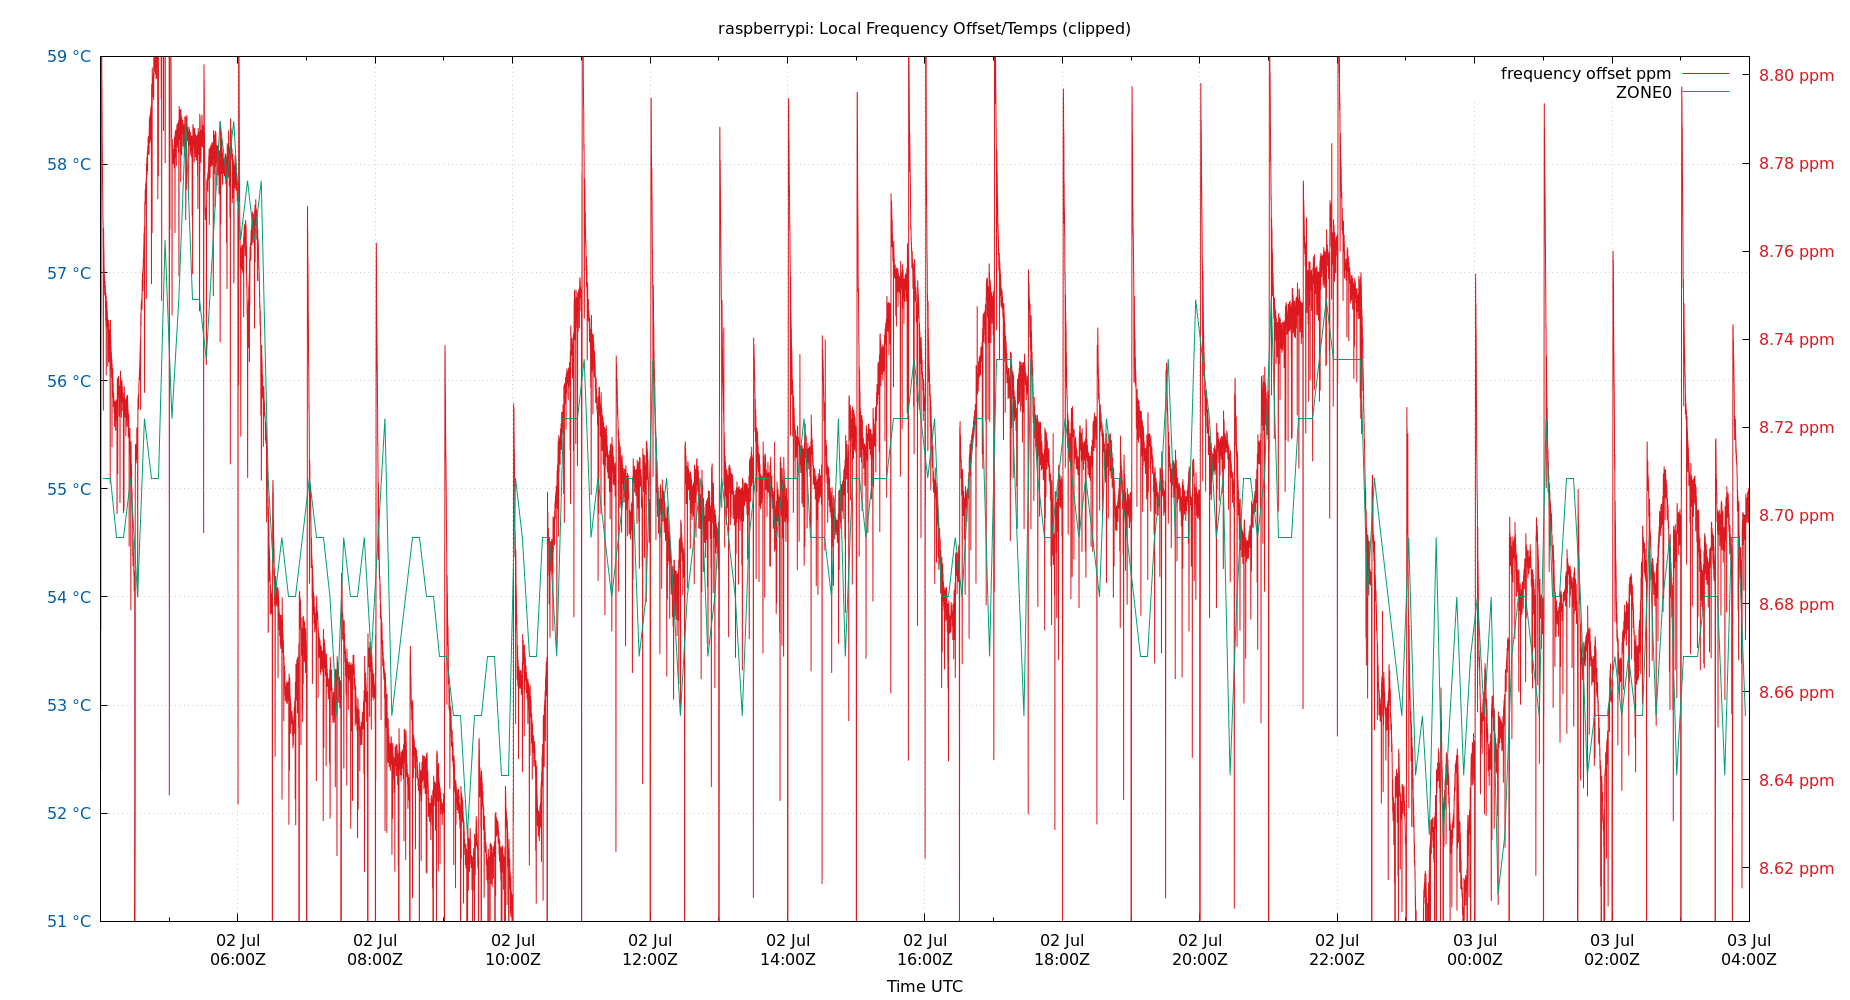 raspberrypi: Local Frequency Offset/Temps (clipped)
frequency offset ppm
ZONE0
59 °C
58 °C
57 °C
56 °C
55 °C
54 °C
53 °C
52 °C
51 °C
8.80 ppm
8.78 ppm
8.76 ppm
8.74 ppm
8.72 ppm
8.70 ppm
8.68 ppm
8.66 ppm
8.64 ppm
8.62 ppm
02 Jul
06:00Z
02 Jul
08:00Z
02 Jul
10:00Z
02 Jul
12:00Z
02 Jul
14:00Z
02 Jul
16:00Z
02 Jul
18:00Z
02 Jul
20:00Z
02 Jul
22:00Z
03 Jul
00:00Z
03 Jul
02:00Z
03 Jul
04:00Z
Time UTC